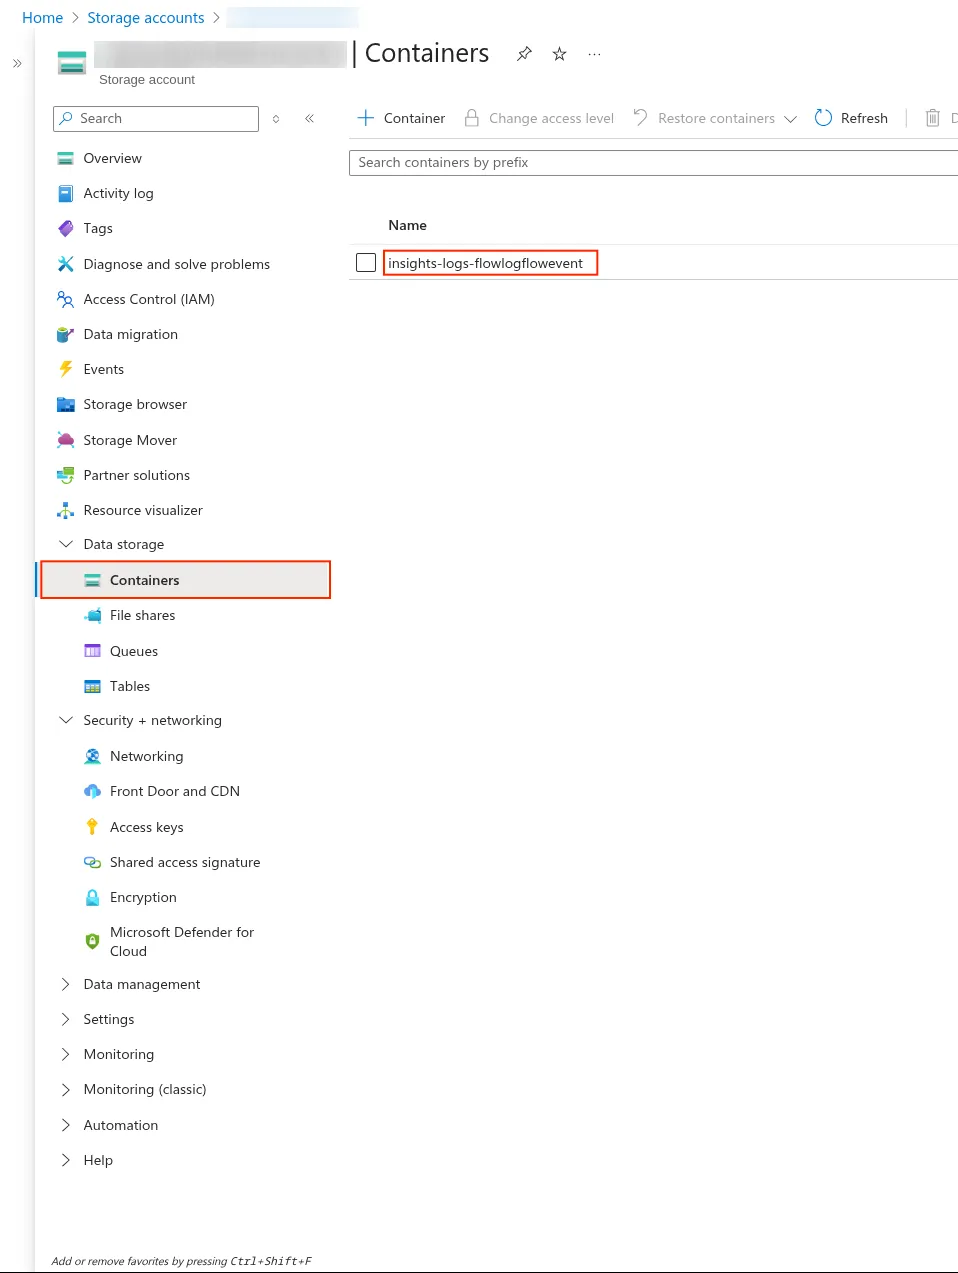 Home > Storage accounts >
| Containers
Storage account
Search
+ Container Change access level Restore containers Refresh
Search containers by prefix
Overview
Activity log
Tags
Diagnose and solve problems
Access Control (IAM)
Data migration
Events
Storage browser
Storage Mover
Partner solutions
Resource visualizer
Data storage
Containers
File shares
Queues
Tables
Security + networking
Networking
Front Door and CDN
Access keys
Shared access signature
Encryption
Microsoft Defender for
Cloud
Data management
Settings
Monitoring
Monitoring (classic)
Automation
Help
Name
insights-logs-flowlogflowevent
Add or remove favorites by pressing Ctrl+Shift+F